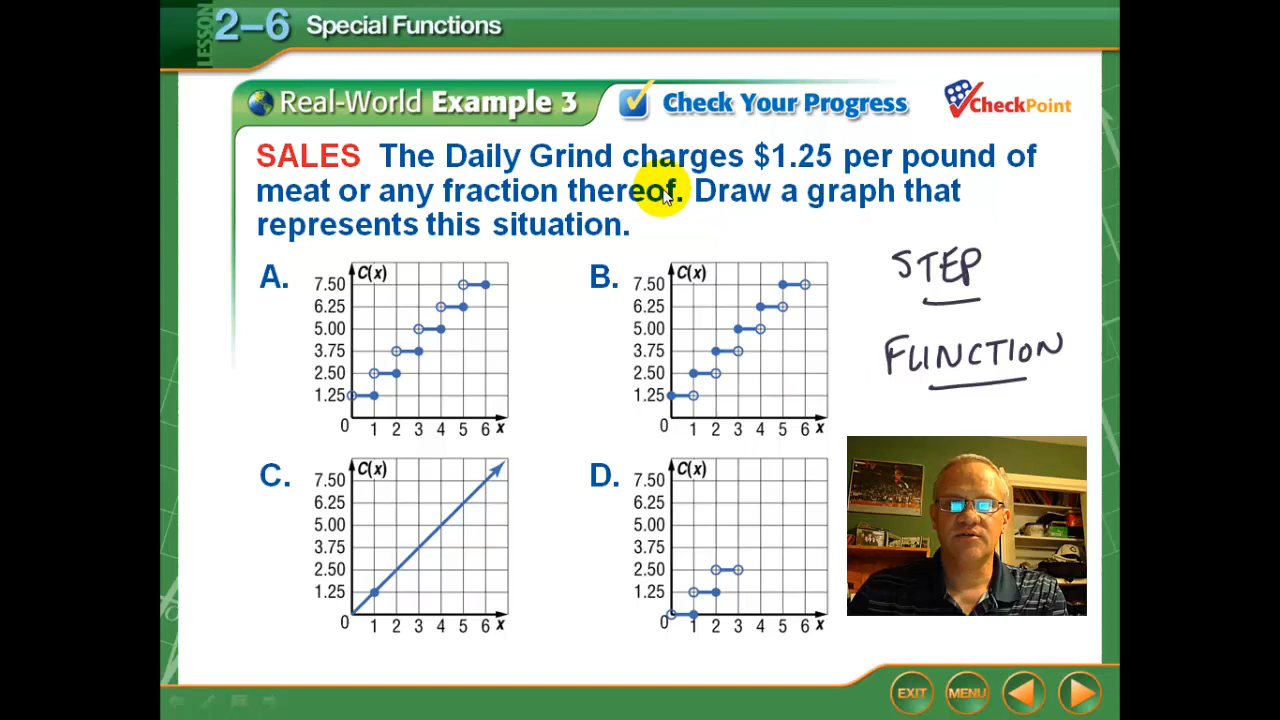 LESSON
2–6 Special Functions
Real-World Example 3
Check Your Progress
CheckPoint
SALES The Daily Grind charges $1.25 per pound of
meat or any fraction thereof. Draw a graph that
represents this situation.
STEP
FUNCTION
A.
C(x)
7.50
6.25
5.00
3.75
2.50
1.25
0
1 2 3 4 5 6 x
B.
C(x)
7.50
6.25
5.00
3.75
2.50
1.25
0
1 2 3 4 5 6 x
C.
C(x)
7.50
6.25
5.00
3.75
2.50
1.25
0
1 2 3 4 5 6 x
D.
C(x)
7.50
6.25
5.00
3.75
2.50
1.25
0
1 2 3 4 5 6 x
EXIT
MENU